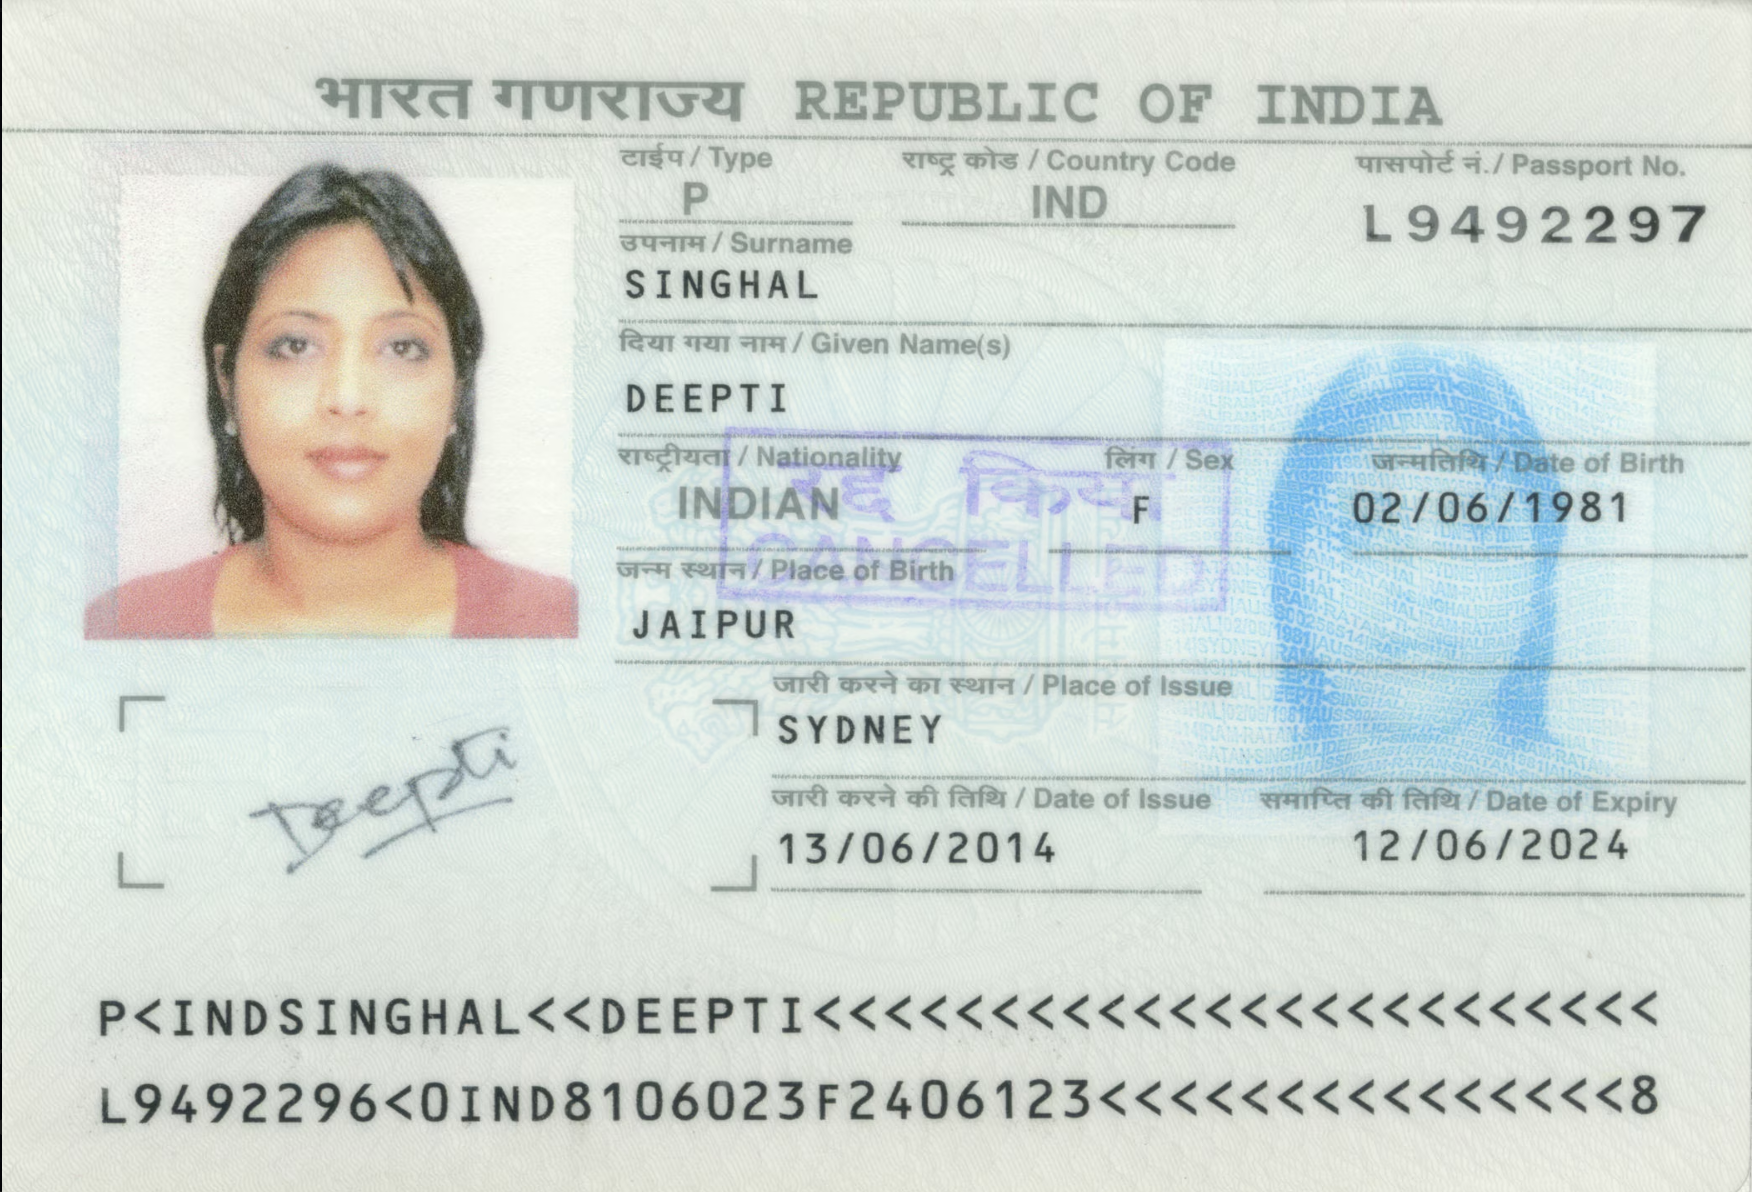 भारत गणराज्य REPUBLIC OF INDIA
टाईप / Type
राष्ट्र कोड / Country Code
पासपोर्ट नं. / Passport No.
P
IND
L9492297
उपनाम / Surname
SINGHAL
दिया गया नाम / Given Name(s)
DEEPTI
राष्ट्रीयता / Nationality
लिंग / Sex
जन्मतिथि / Date of Birth
INDIAN
F
02/06/1981
रद्द किया
CANCELLED
जन्म स्थान / Place of Birth
JAIPUR
जारी करने का स्थान / Place of Issue
SYDNEY
Deepti
जारी करने की तिथि / Date of Issue
समाप्ति की तिथि / Date of Expiry
13/06/2014
12/06/2024
P<INDSINGHAL<<DEEPTI<<<<<<<<<<<<<<<<<<<<<<<<
L9492296<0IND8106023F2406123<<<<<<<<<<<<<<<8